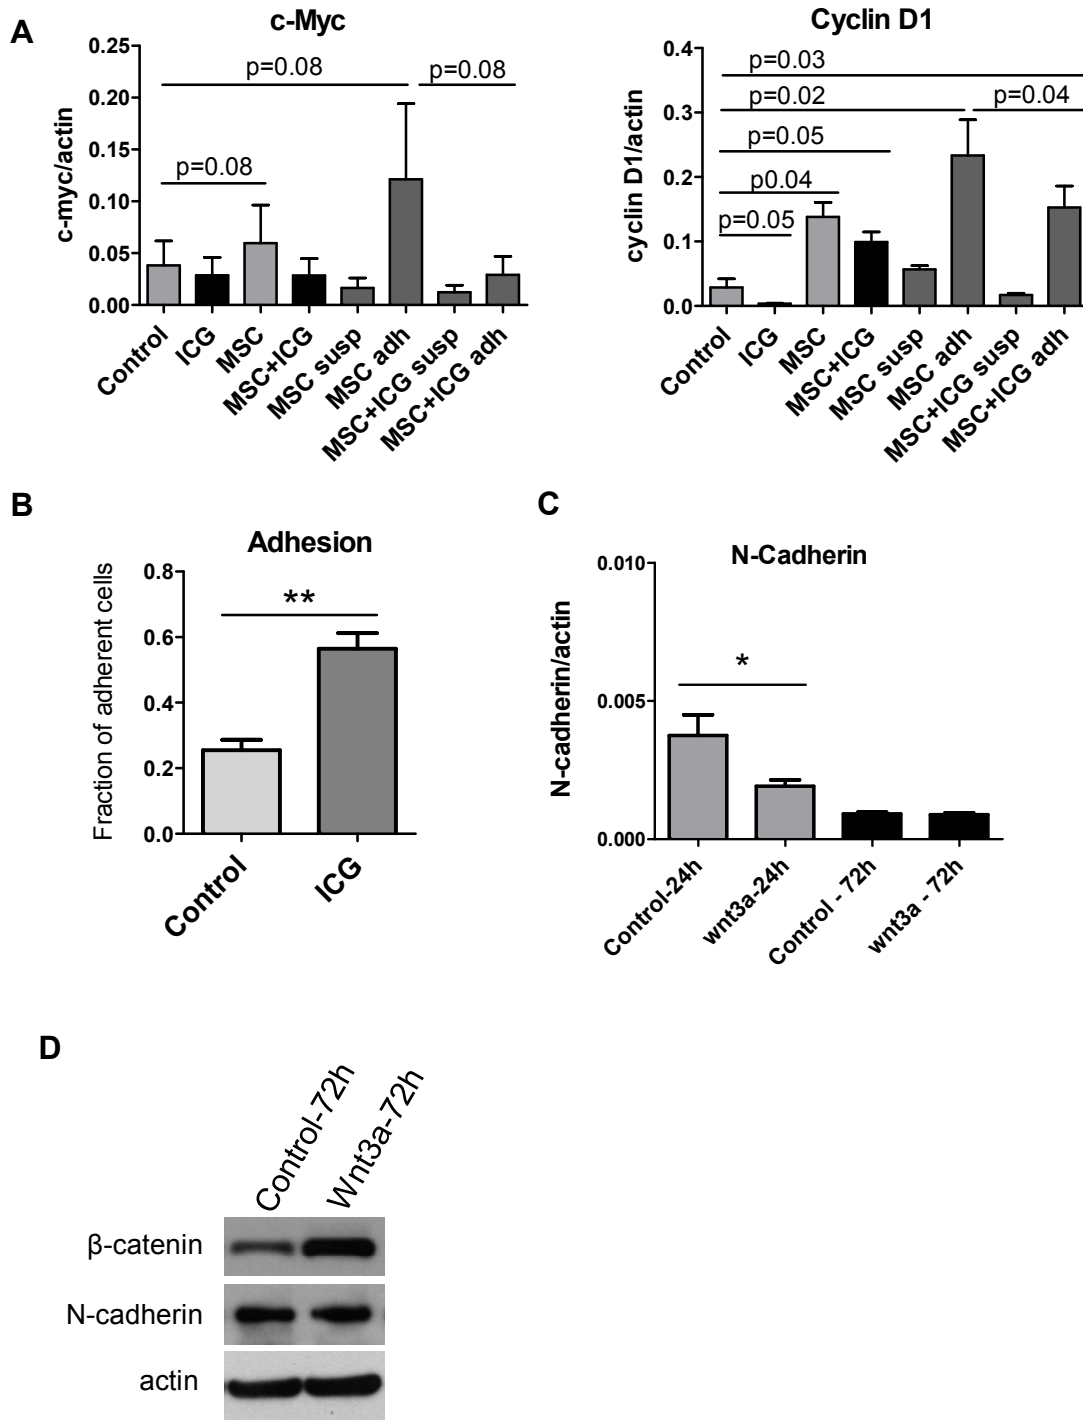 A
c-Myc
c-myc/actin
0.25
0.20
0.15
0.10
0.05
0.00
p=0.08
p=0.08
p=0.08
Control
ICG
MSC
MSC+ICG
MSC susp
MSC adh
MSC+ICG susp
MSC+ICG adh
Cyclin D1
cyclin D1/actin
0.4
0.3
0.2
0.1
0.0
p=0.03
p=0.02
p=0.04
p=0.05
p0.04
p=0.05
Control
ICG
MSC
MSC+ICG
MSC susp
MSC adh
MSC+ICG susp
MSC+ICG adh
B
Adhesion
Fraction of adherent cells
0.8
0.6
0.4
0.2
0.0
**
Control
ICG
C
N-Cadherin
N-cadherin/actin
0.010
0.005
0.000
*
Control-24h
wnt3a-24h
Control - 72h
wnt3a - 72h
D
Control-72h
Wnt3a-72h
β-catenin
N-cadherin
actin